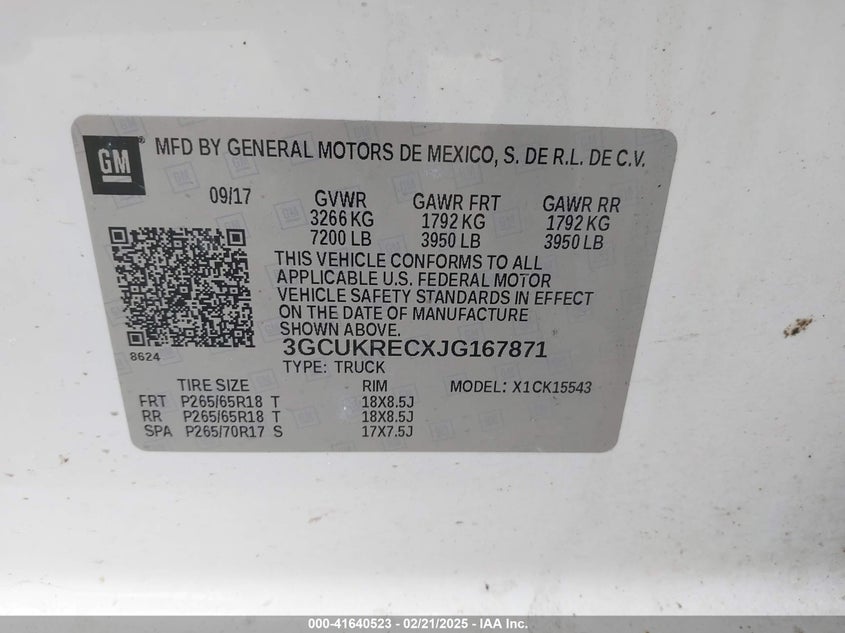 GM
® MFD BY GENERAL MOTORS DE MEXICO, S. DE R.L. DE C.V.
09/17 GVWR GAWR FRT GAWR RR
3266 KG 1792 KG 1792 KG
7200 LB 3950 LB 3950 LB
THIS VEHICLE CONFORMS TO ALL
APPLICABLE U.S. FEDERAL MOTOR
VEHICLE SAFETY STANDARDS IN EFFECT
ON THE DATE OF MANUFACTURE
SHOWN ABOVE.
8624
3GCUKRECXJG167871
TYPE: TRUCK
TIRE SIZE RIM MODEL: X1CK15543
FRT P265/65R18 T 18X8.5J
RR P265/65R18 T 18X8.5J
SPA P265/70R17 S 17X7.5J
000-41640523 - 02/21/2025 - IAA, Inc.